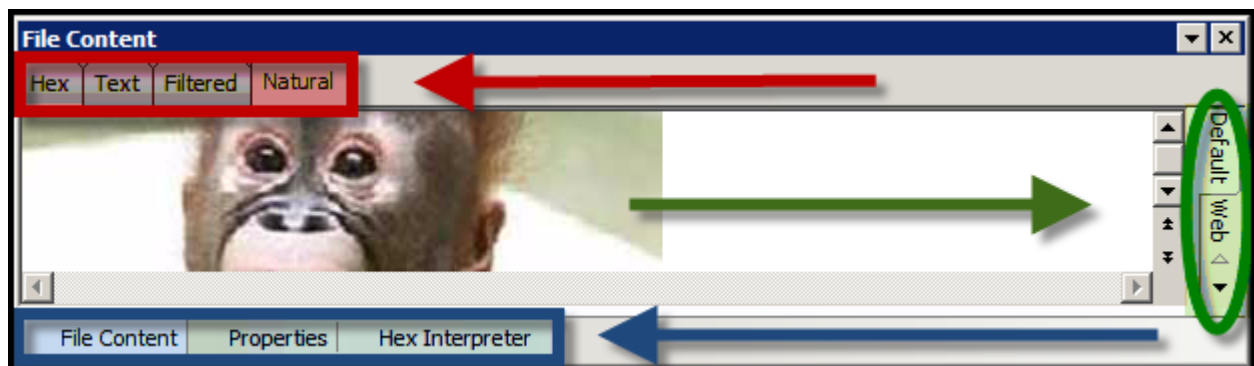 File Content
Hex Text Filtered Natural
Default Web
File Content Properties Hex Interpreter